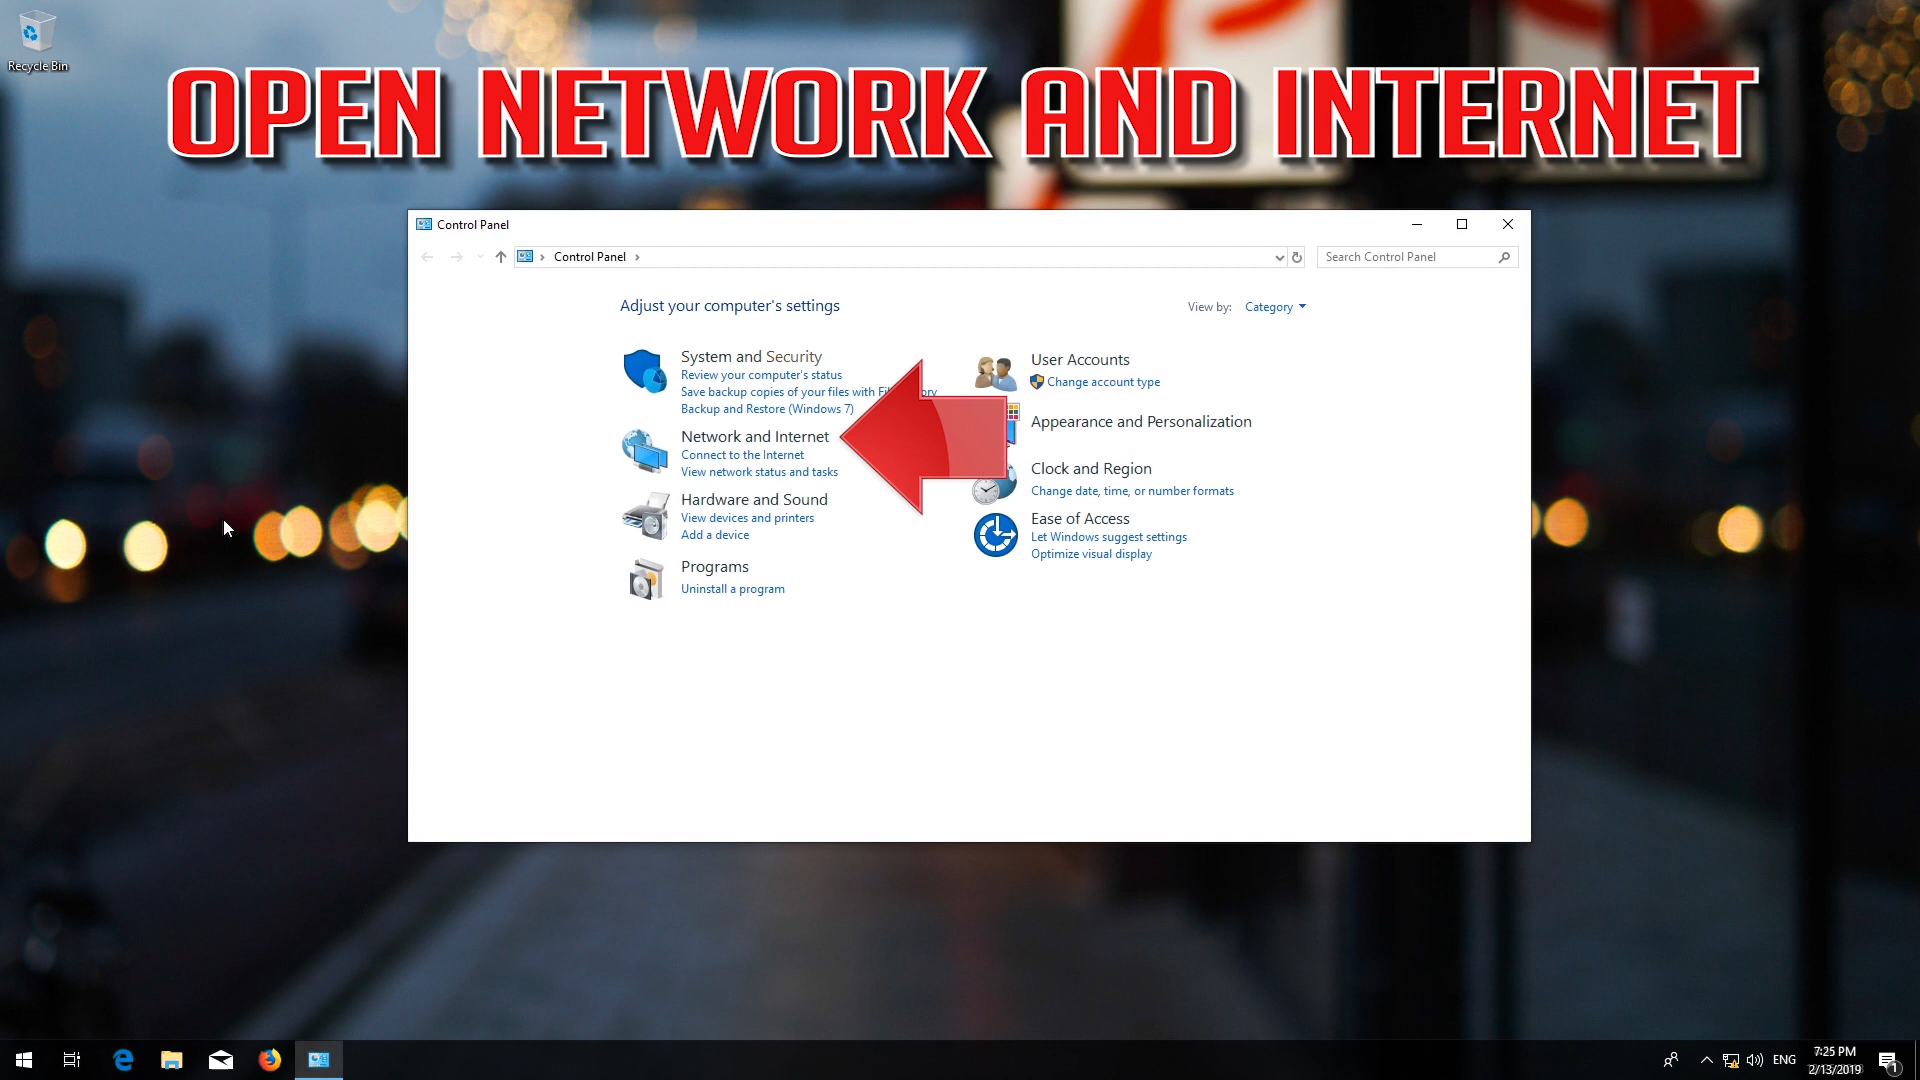 Recycle Bin
OPEN NETWORK AND INTERNET
Control Panel
Control Panel
Search Control Panel
Adjust your computer's settings
View by: Category
System and Security
Review your computer's status
Save backup copies of your files with
Backup and Restore (Windows 7)
Network and Internet
Connect to the Internet
View network status and tasks
Hardware and Sound
View devices and printers
Add a device
Programs
Uninstall a program
User Accounts
Change account type
Appearance and Personalization
Clock and Region
Change date, time, or number formats
Ease of Access
Let Windows suggest settings
Optimize visual display
ENG
7:25 PM
2/13/2019
1